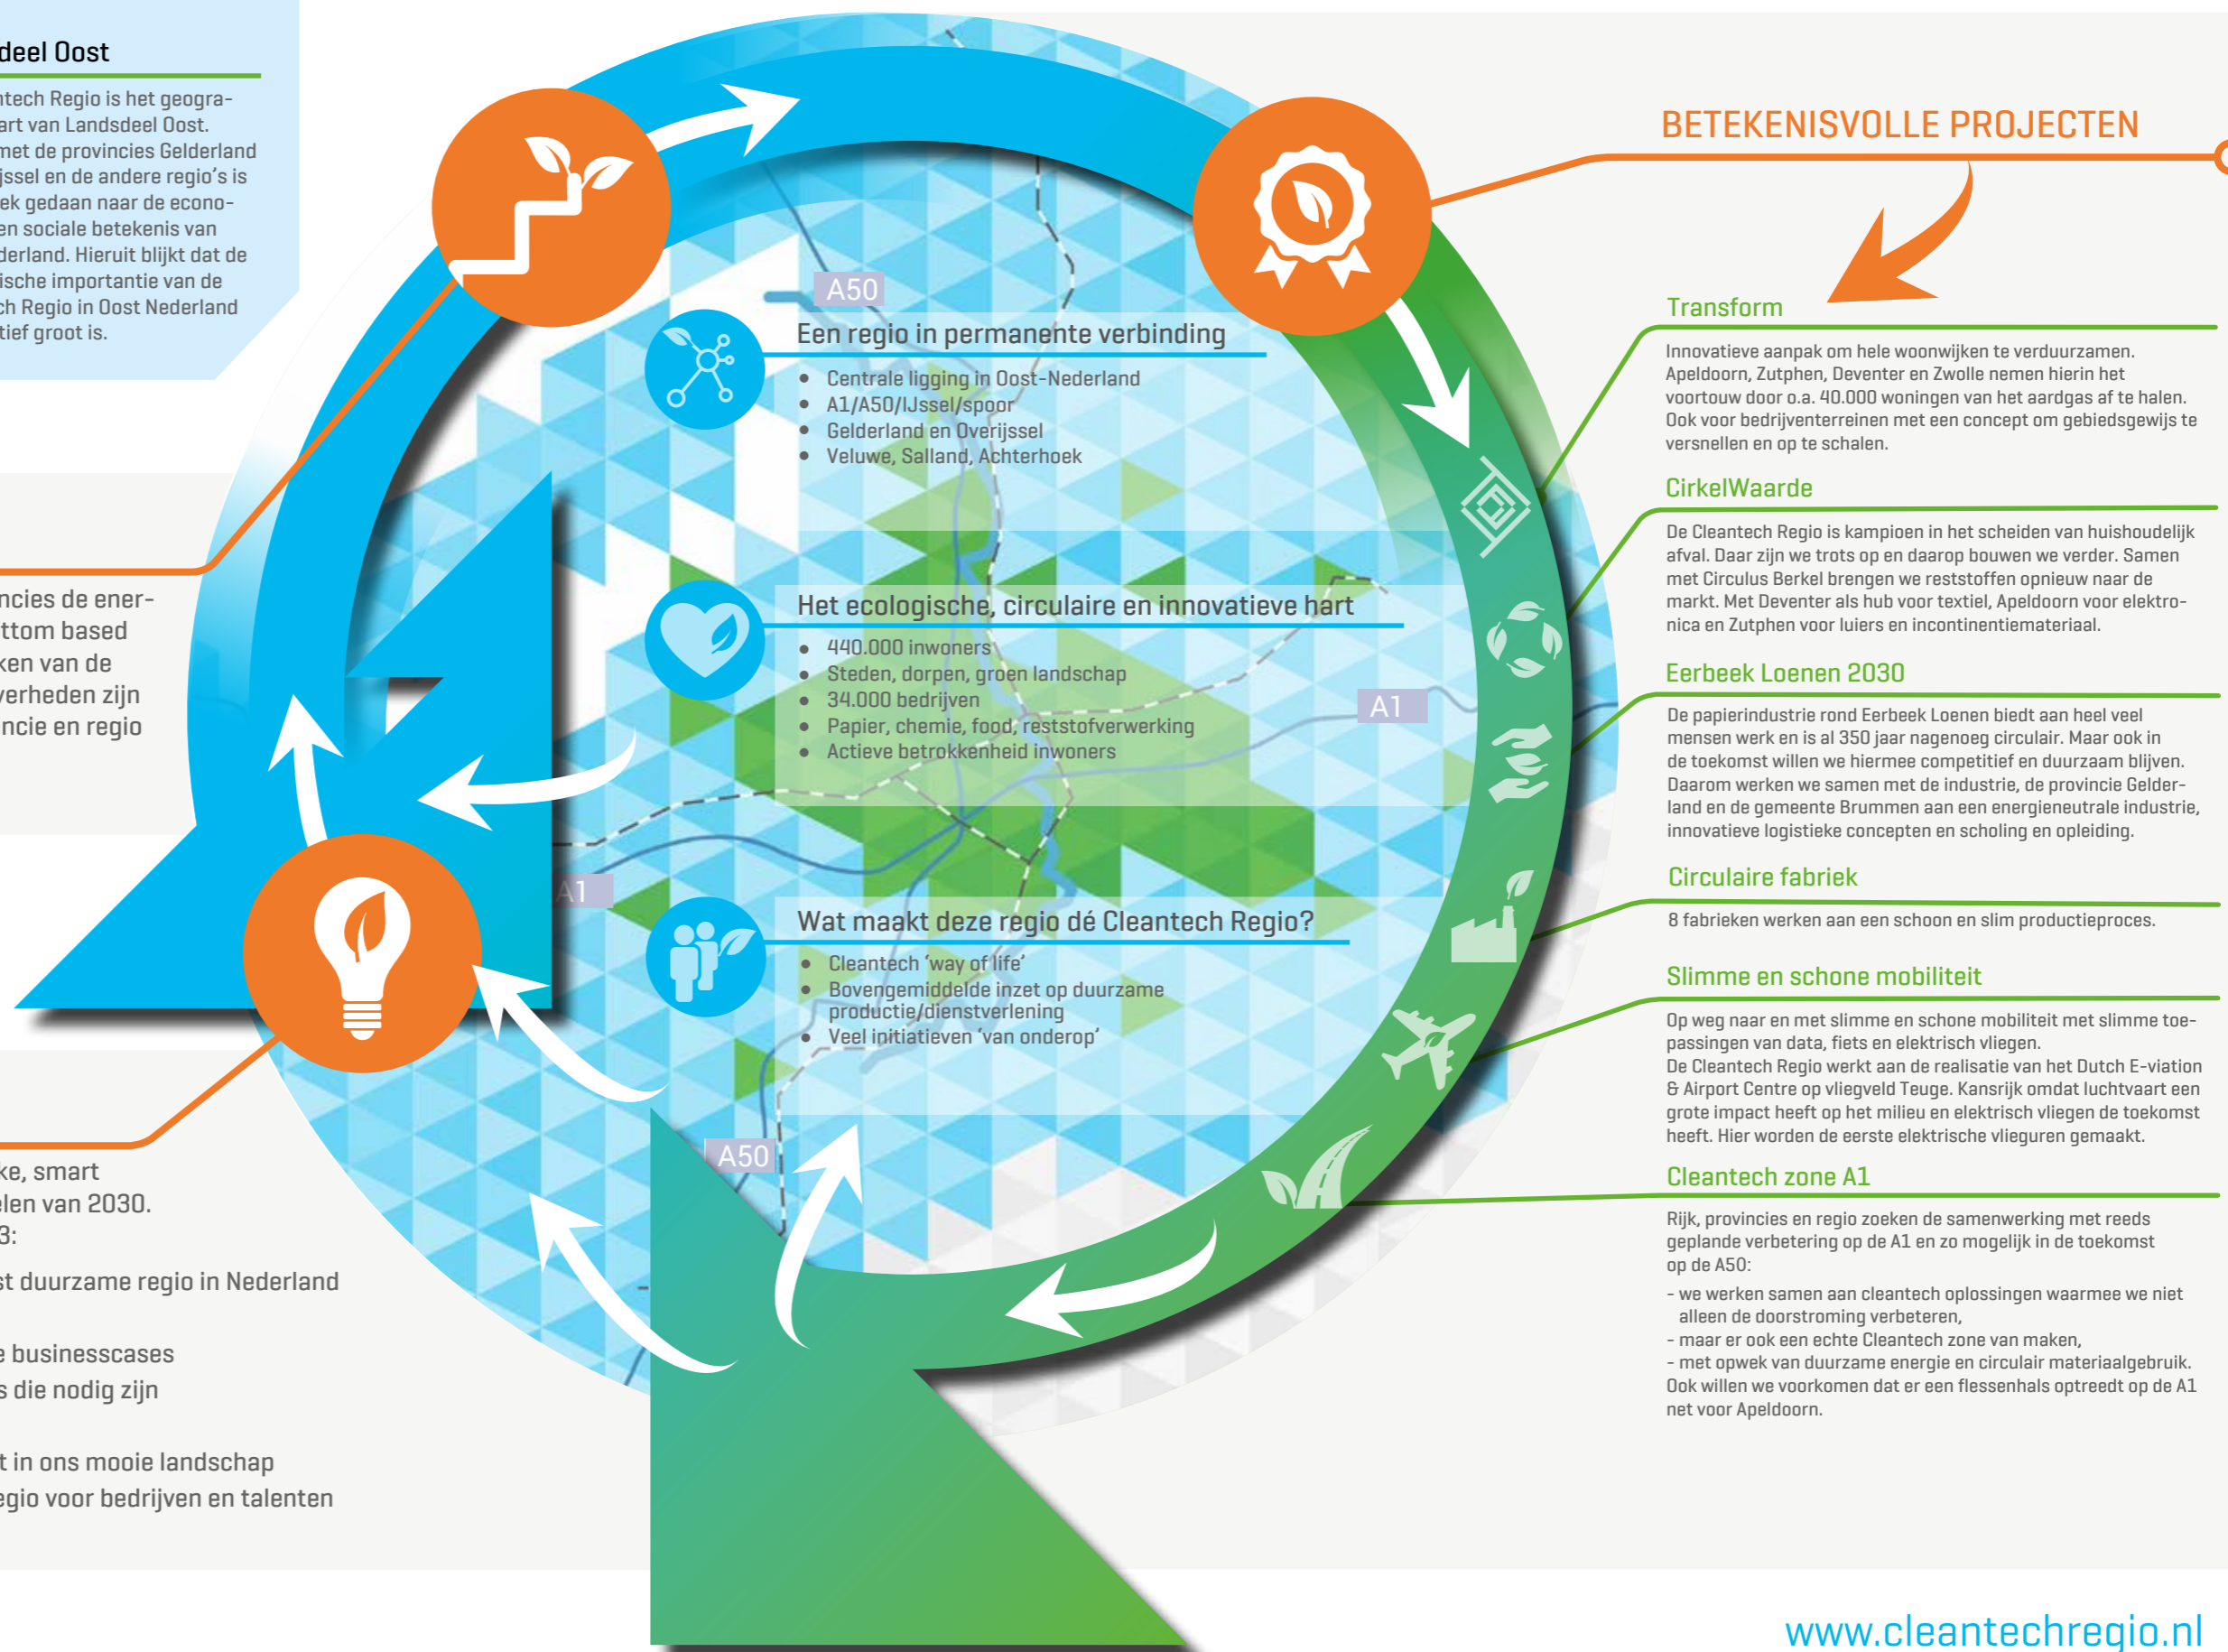 deel Oost
ntech Regio is het geogra-
art van Landsdeel Oost.
met de provincies Gelderland
jssel en de andere regio's is
ek gedaan naar de econo-
en sociale betekenis van
derland. Hieruit blijkt dat de
ische importantie van de
ch Regio in Oost Nederland
tief groot is.
ncies de ener-
ttom based
ken van de
verheden zijn
ncie en regio
ke, smart
elen van 2030.
3:
st duurzame regio in Nederland
e businesscases
s die nodig zijn
t in ons mooie landschap
egio voor bedrijven en talenten
A50
Een regio in permanente verbinding
• Centrale ligging in Oost-Nederland
• A1/A50/IJssel/spoor
• Gelderland en Overijssel
• Veluwe, Salland, Achterhoek
Het ecologische, circulaire en innovatieve hart
• 440.000 inwoners
• Steden, dorpen, groen landschap
• 34.000 bedrijven
• Papier, chemie, food, reststofverwerking
• Actieve betrokkenheid inwoners
A1
A1
Wat maakt deze regio dé Cleantech Regio?
• Cleantech 'way of life'
• Bovengemiddelde inzet op duurzame
productie/dienstverlening
• Veel initiatieven 'van onderop'
A50
BETEKENISVOLLE PROJECTEN
Transform
Innovatieve aanpak om hele woonwijken te verduurzamen.
Apeldoorn, Zutphen, Deventer en Zwolle nemen hierin het
voortouw door o.a. 40.000 woningen van het aardgas af te halen.
Ook voor bedrijventerreinen met een concept om gebiedsgewijs te
versnellen en op te schalen.
CirkelWaarde
De Cleantech Regio is kampioen in het scheiden van huishoudelijk
afval. Daar zijn we trots op en daarop bouwen we verder. Samen
met Circulus Berkel brengen we reststoffen opnieuw naar de
markt. Met Deventer als hub voor textiel, Apeldoorn voor elektro-
nica en Zutphen voor luiers en incontinentiemateriaal.
Eerbeek Loenen 2030
De papierindustrie rond Eerbeek Loenen biedt aan heel veel
mensen werk en is al 350 jaar nagenoeg circulair. Maar ook in
de toekomst willen we hiermee competitief en duurzaam blijven.
Daarom werken we samen met de industrie, de provincie Gelder-
land en de gemeente Brummen aan een energieneutrale industrie,
innovatieve logistieke concepten en scholing en opleiding.
Circulaire fabriek
8 fabrieken werken aan een schoon en slim productieproces.
Slimme en schone mobiliteit
Op weg naar en met slimme en schone mobiliteit met slimme toe-
passingen van data, fiets en elektrisch vliegen.
De Cleantech Regio werkt aan de realisatie van het Dutch E-viation
& Airport Centre op vliegveld Teuge. Kansrijk omdat luchtvaart een
grote impact heeft op het milieu en elektrisch vliegen de toekomst
heeft. Hier worden de eerste elektrische vlieguren gemaakt.
Cleantech zone A1
Rijk, provincies en regio zoeken de samenwerking met reeds
geplande verbetering op de A1 en zo mogelijk in de toekomst
op de A50:
- we werken samen aan cleantech oplossingen waarmee we niet
alleen de doorstroming verbeteren,
- maar er ook een echte Cleantech zone van maken,
- met opwek van duurzame energie en circulair materiaalgebruik.
Ook willen we voorkomen dat er een flessenhals optreedt op de A1
net voor Apeldoorn.
www.cleantechregio.nl